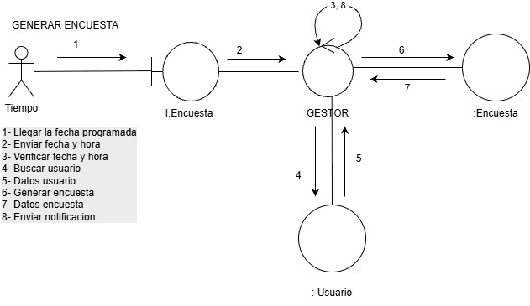 GENERAR ENCUESTA
3, 8
1
2
6
7
Tiempo
I.Encuesta
GESTOR
:Encuesta
1- Llegar la fecha programada
2- Enviar fecha y hora
3- Verificar fecha y hora
4- Buscar usuario
5- Datos usuario
6- Generar encuesta
7- Datos encuesta
8- Enviar notificacion
4
5
: Usuario